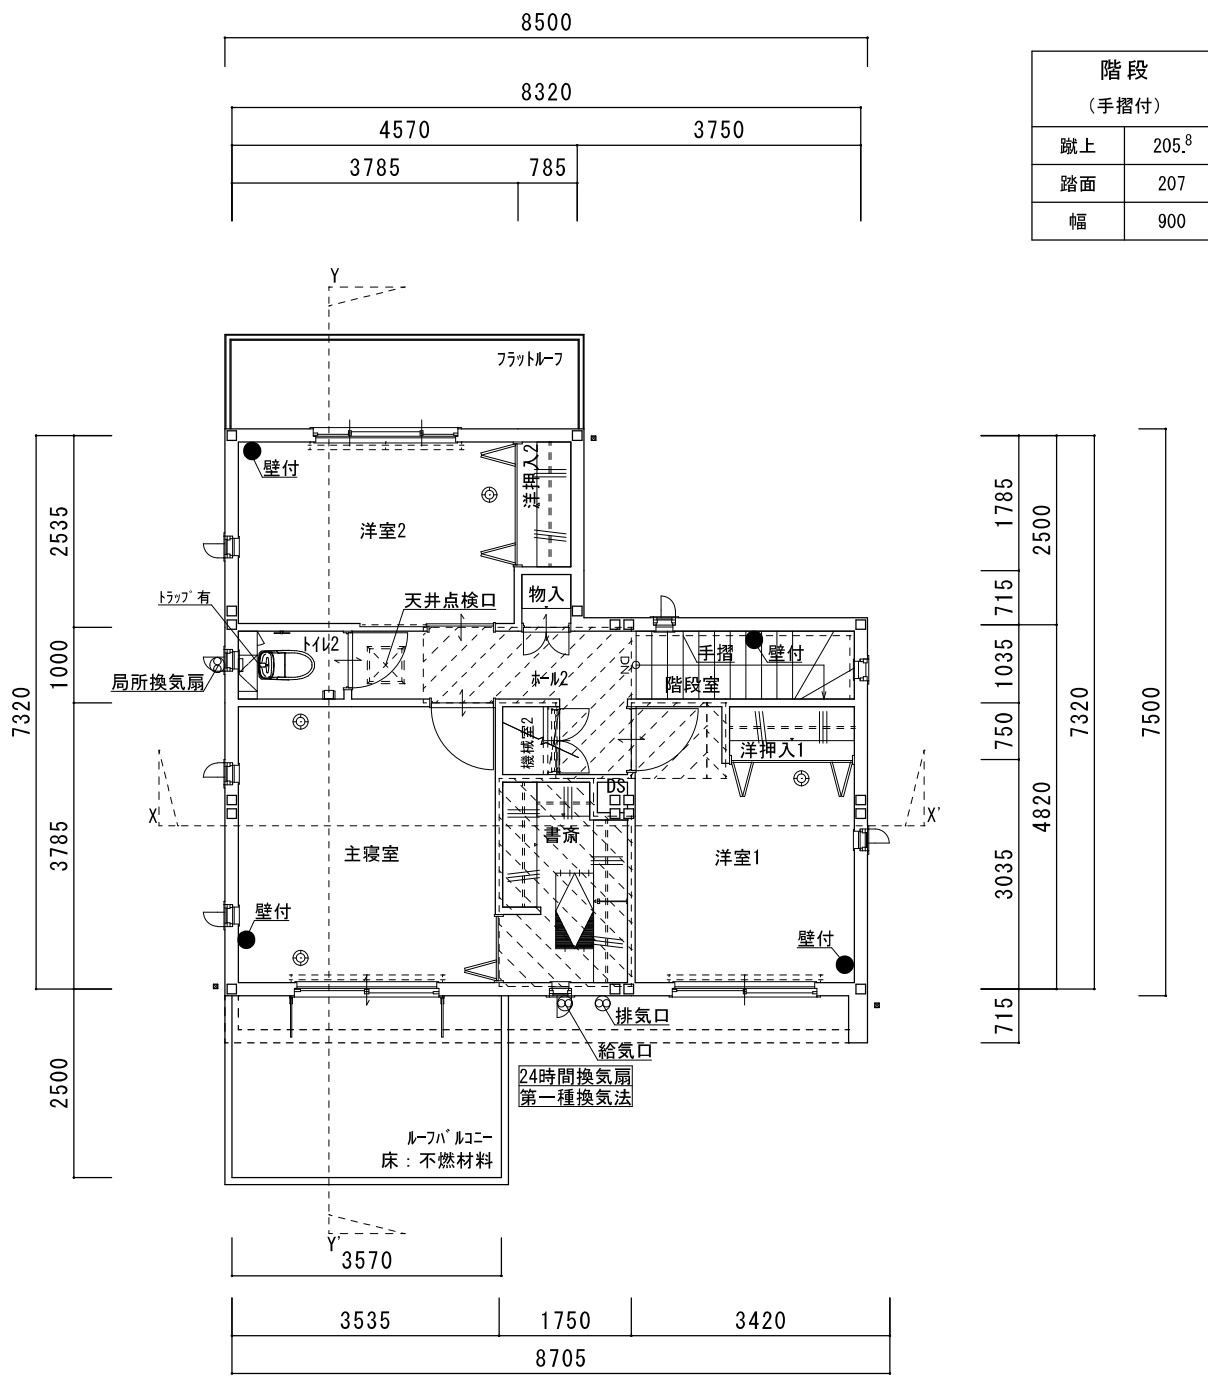 8500
8320
4570
3750
3785
785
階段
(手摺付)
蹴上 205.8
踏面 207
幅 900
Y
フラットルーフ
壁付
洋押入2
洋室2
トラップ有
天井点検口
物入
トイレ2
局所換気扇
ホール2
DN
手摺
壁付
階段室
機械室2
洋押入1
DS
X
X'
主寝室
書斎
洋室1
壁付
壁付
排気口
給気口
24時間換気扇
第一種換気法
ルーフバルコニー
床：不燃材料
Y'
7320
2535
1000
3785
2500
1785
715
1035
750
3035
715
2500
4820
7320
7500
3570
3535
1750
3420
8705